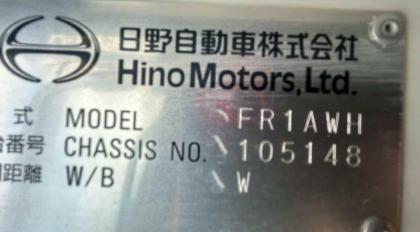 日野自動車株式会社
Hino Motors, Ltd.
式 MODEL \FR1AWH
台番号 CHASSIS NO. \105148
距離 W/B \W